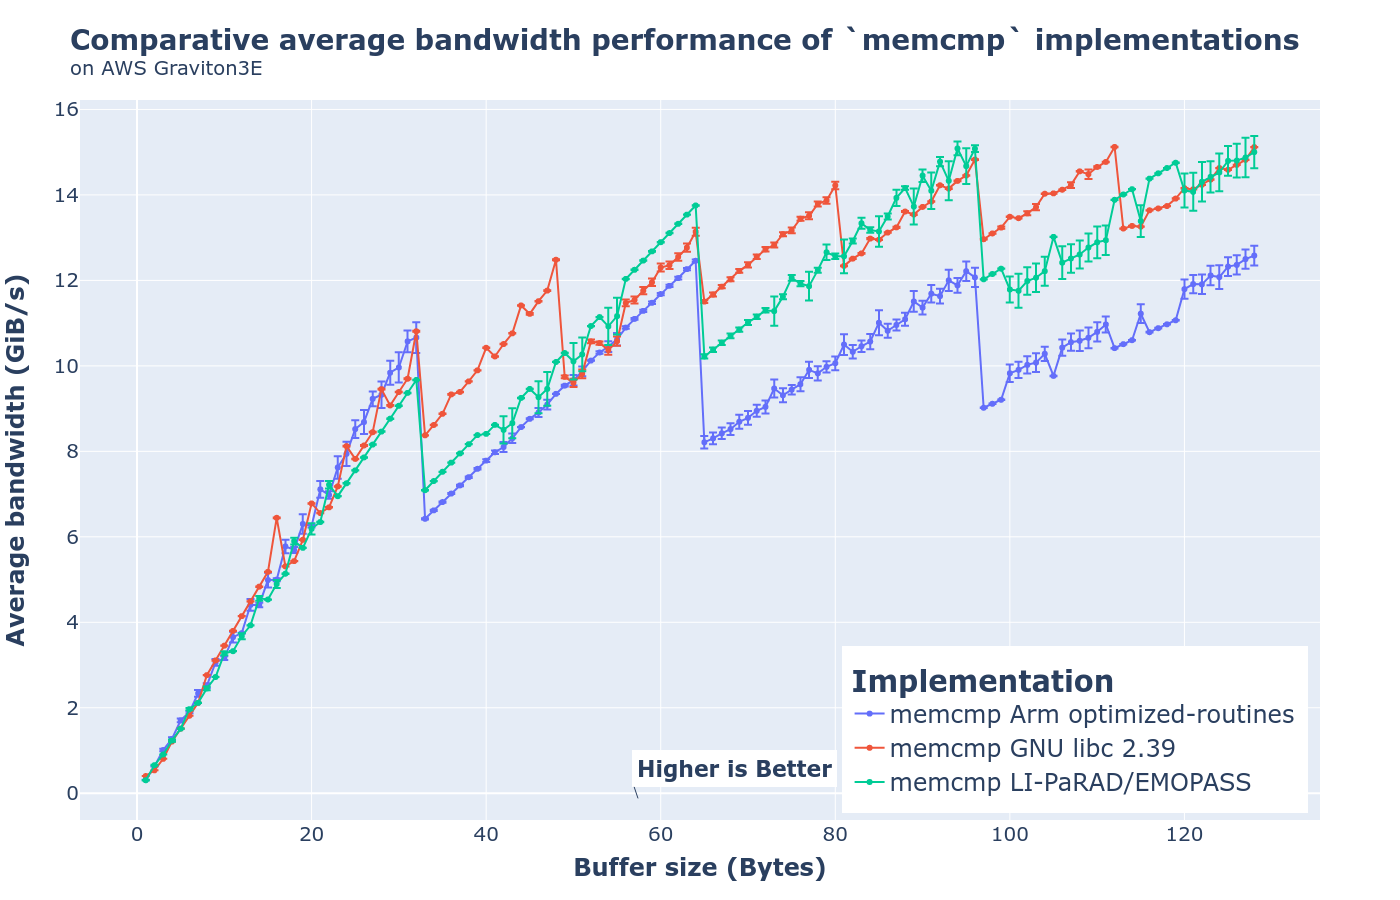 Comparative average bandwidth performance of `memcmp` implementations
on AWS Graviton3E
Average bandwidth (GiB/s)
16
14
12
10
8
6
4
2
0
Implementation
memcmp Arm optimized-routines
memcmp GNU libc 2.39
memcmp LI-PaRAD/EMOPASS
Higher is Better
0 20 40 60 80 100 120
Buffer size (Bytes)